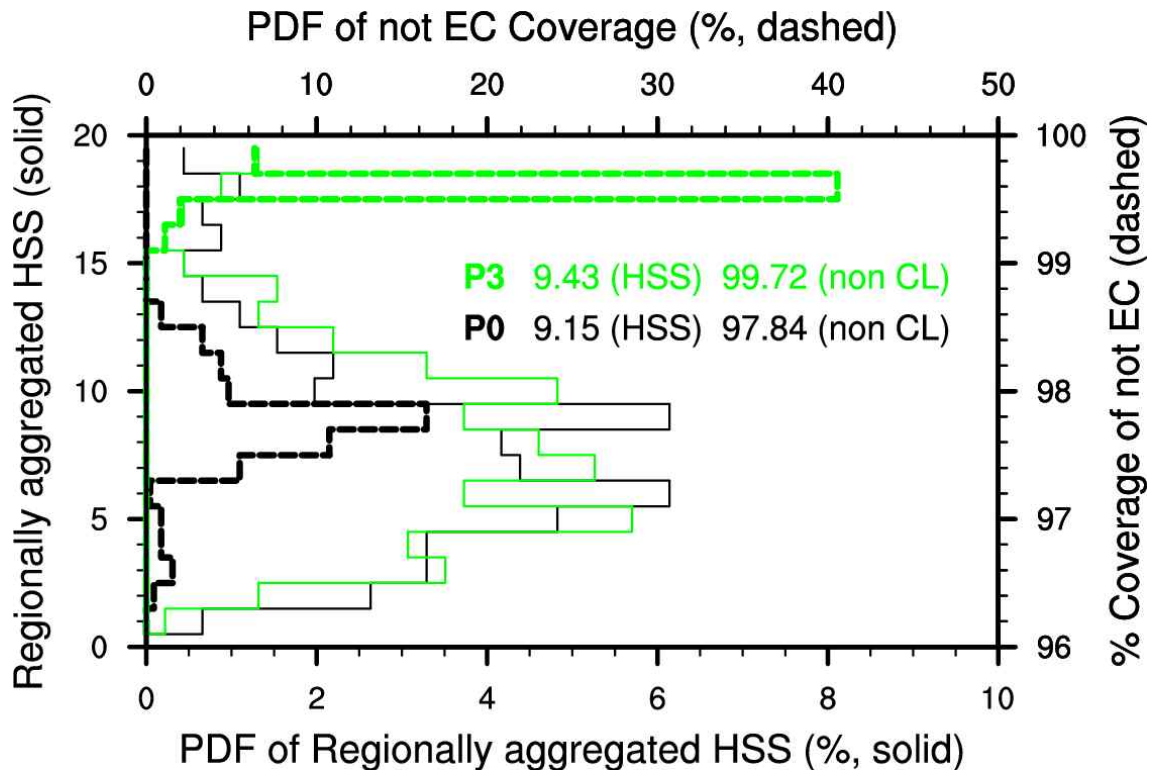 PDF of not EC Coverage (%, dashed)
0 10 20 30 40 50
Regionally aggregated HSS (solid)
20
15
10
5
0
P3 9.43 (HSS) 99.72 (non CL)
P0 9.15 (HSS) 97.84 (non CL)
100
99
98
97
96
% Coverage of not EC (dashed)
0 2 4 6 8 10
PDF of Regionally aggregated HSS (%, solid)